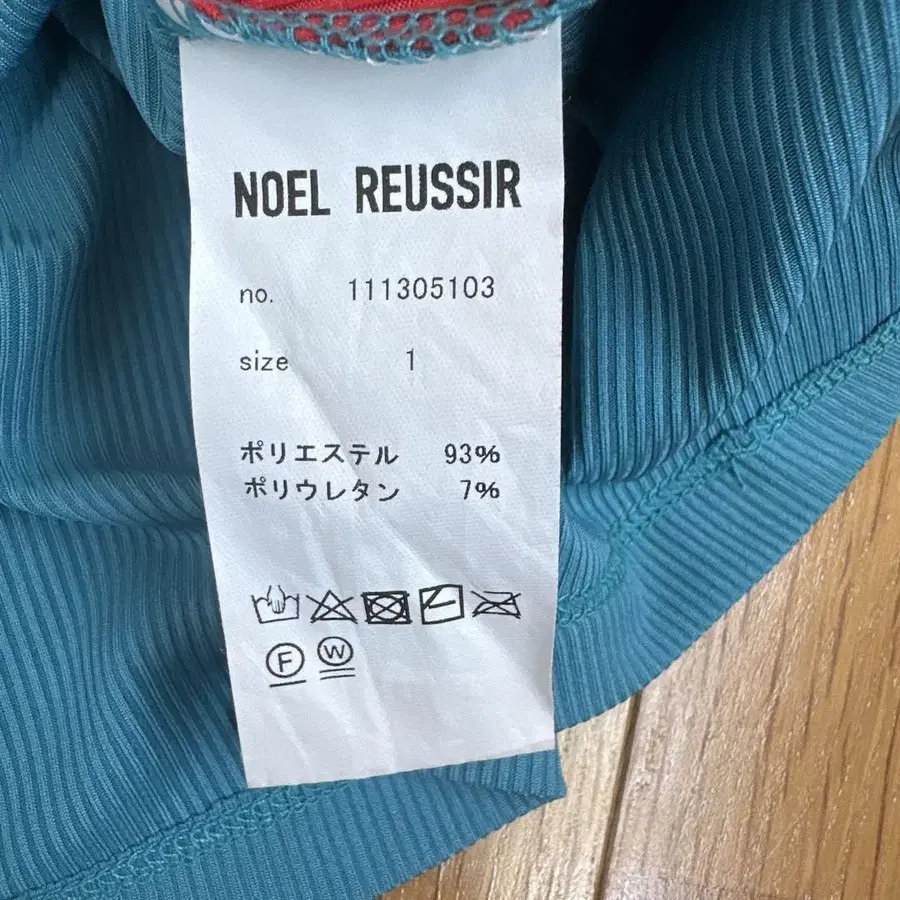 NOEL REUSSIR
no. 111305103
size 1
ポリエステル 93%
ポリウレタン 7%
F W